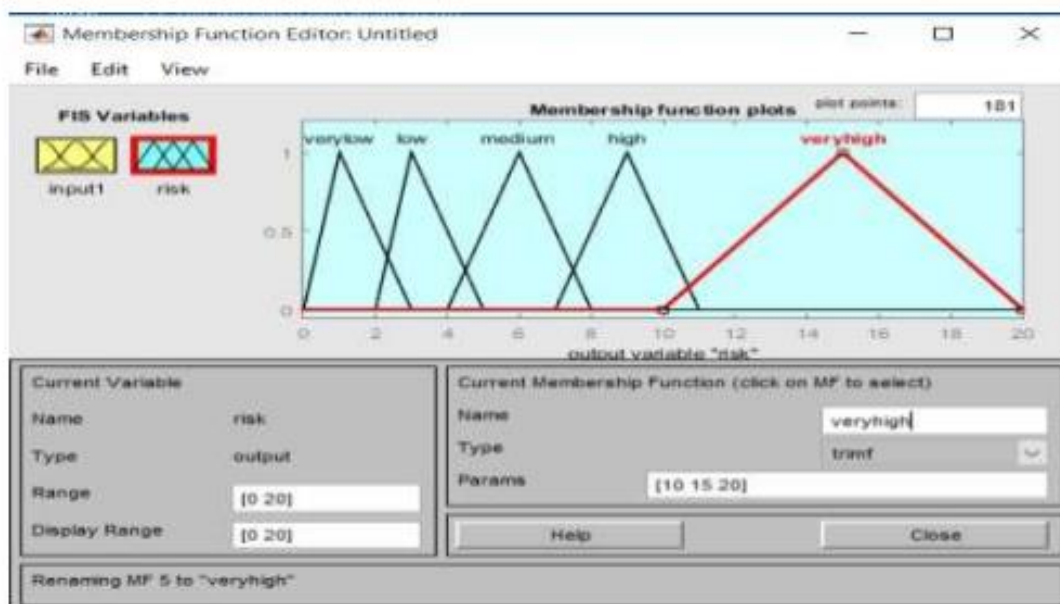 Membership Function Editor: Untitled
File Edit View
FIS Variables
input1
risk
Membership function plots
plot points:
181
verylow low medium high veryhigh
1
0.5
0
0 2 4 6 8 10 12 14 16 18 20
output variable "risk"
Current Variable
Name risk
Type output
Range [0 20]
Display Range [0 20]
Current Membership Function (click on MF to select)
Name veryhigh
Type trimf
Params [10 15 20]
Help Close
Renaming MF 5 to "veryhigh"